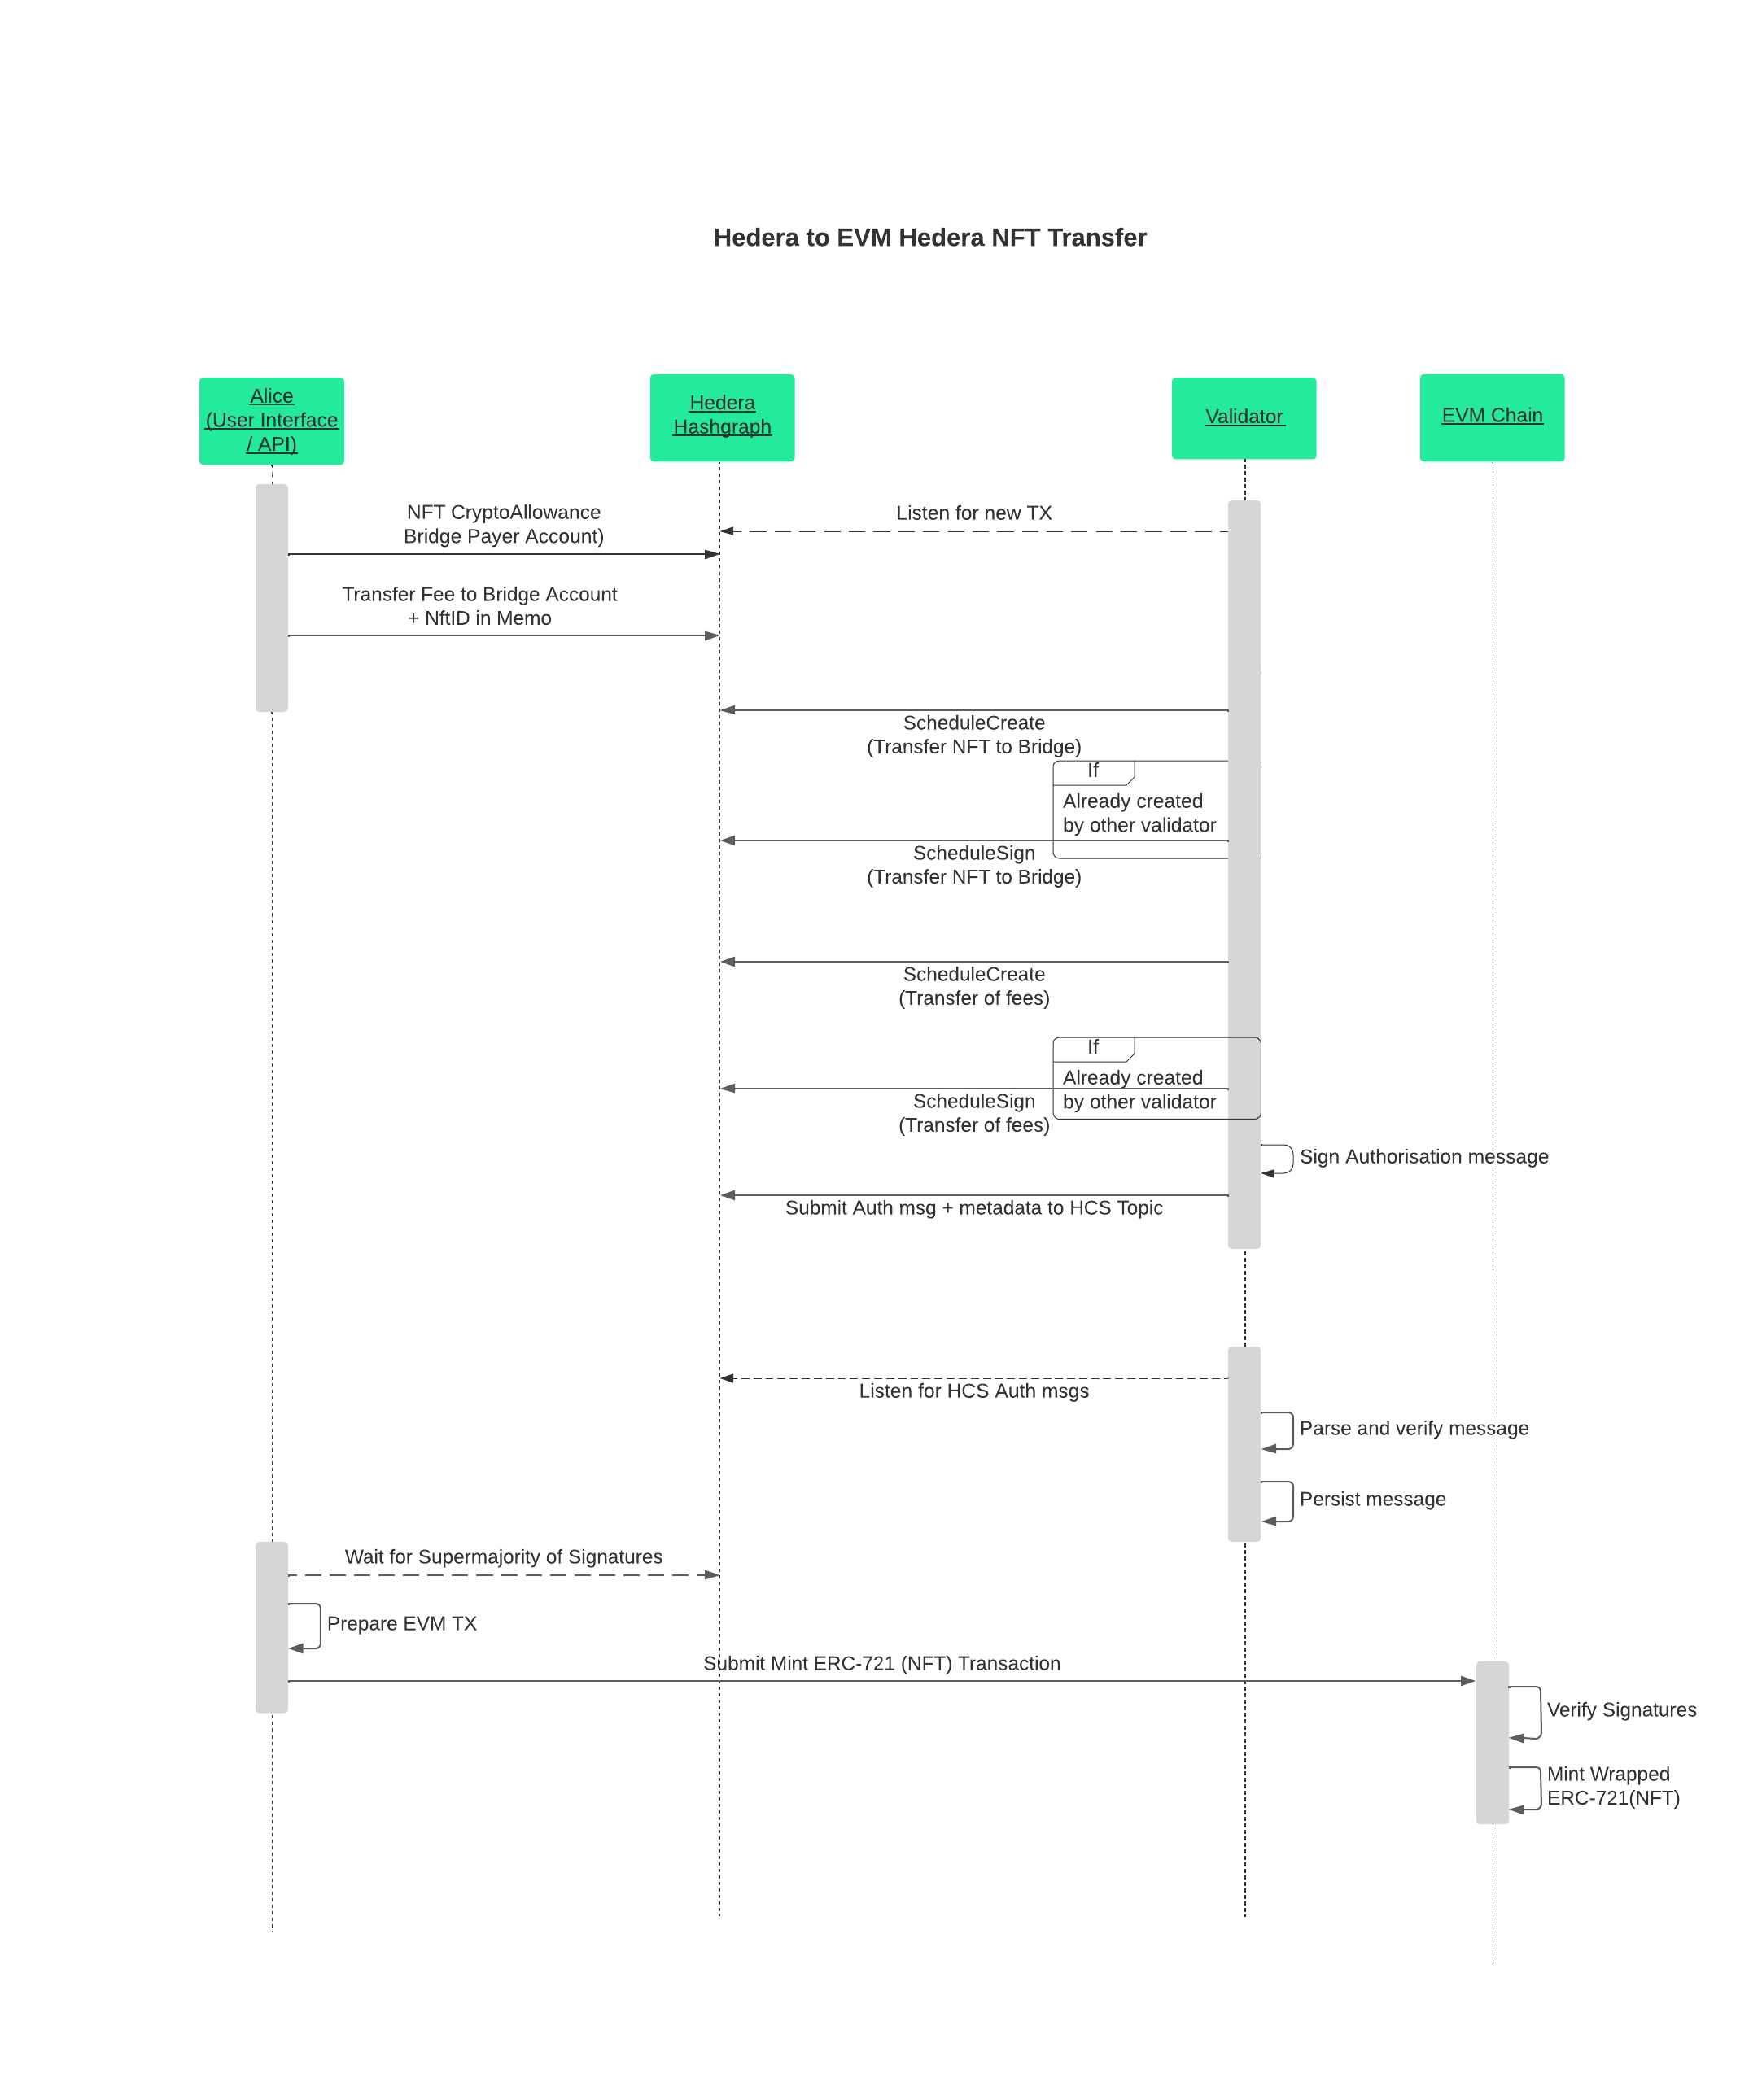 Hedera to EVM Hedera NFT Transfer
Alice
(User Interface
/ API)
Hedera
Hashgraph
Validator
EVM Chain
NFT CryptoAllowance
Bridge Payer Account)
Listen for new TX
Transfer Fee to Bridge Account
+ NftID in Memo
ScheduleCreate
(Transfer NFT to Bridge)
If
Already created
by other validator
ScheduleSign
(Transfer NFT to Bridge)
ScheduleCreate
(Transfer of fees)
If
Already created
by other validator
ScheduleSign
(Transfer of fees)
Sign Authorisation message
Submit Auth msg + metadata to HCS Topic
Listen for HCS Auth msgs
Parse and verify message
Persist message
Wait for Supermajority of Signatures
Prepare EVM TX
Submit Mint ERC-721 (NFT) Transaction
Verify Signatures
Mint Wrapped
ERC-721(NFT)